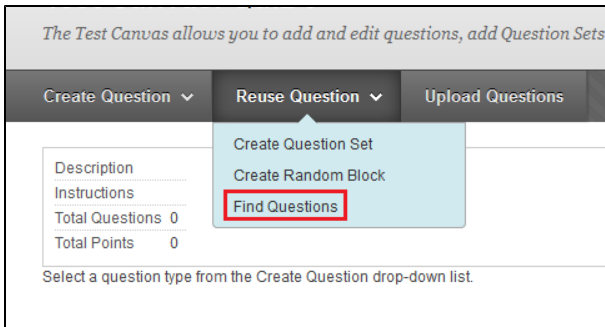 The Test Canvas allows you to add and edit questions, add Question Sets
Create Question
Reuse Question
Upload Questions
Create Question Set
Create Random Block
Find Questions
Description
Instructions
Total Questions 0
Total Points 0
Select a question type from the Create Question drop-down list.